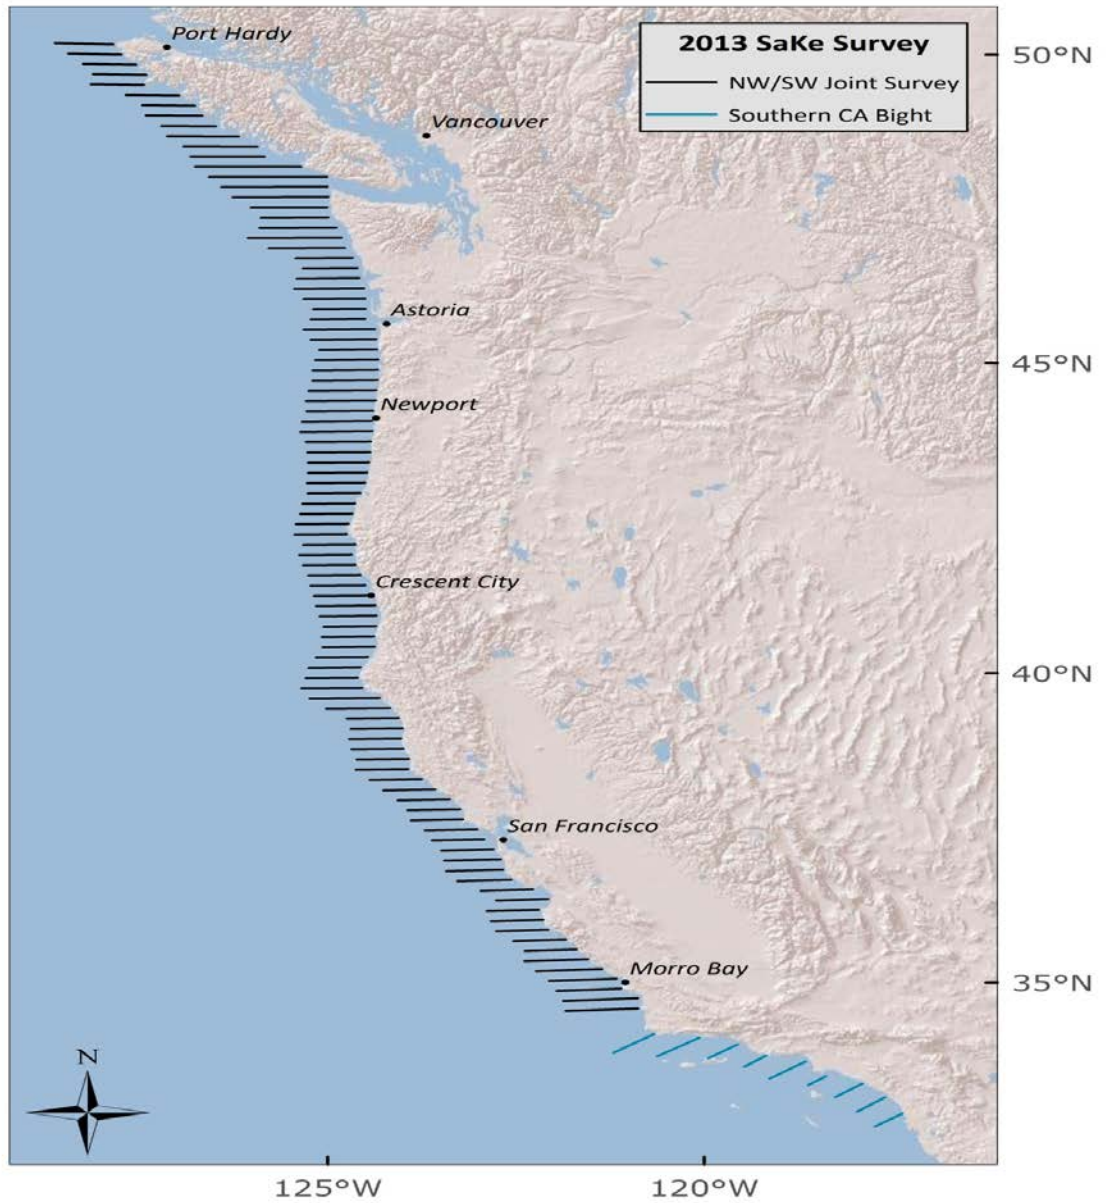 Port Hardy
2013 SaKe Survey
NW/SW Joint Survey
Southern CA Bight
50°N
Vancouver
Astoria
45°N
Newport
Crescent City
40°N
San Francisco
Morro Bay
35°N
N
125°W
120°W